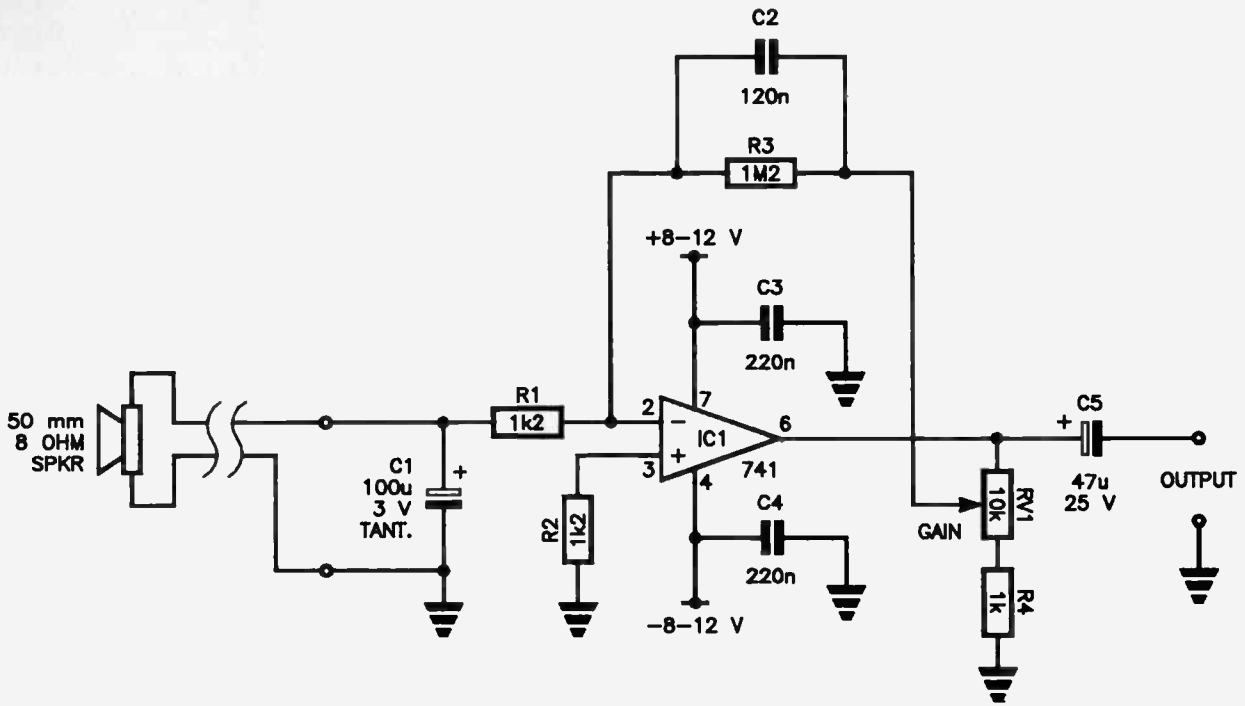 C2
120n
R3
1M2
+8-12 V
C3
220n
50 mm
8 OHM
SPKR
R1
1k2
2
7
6
IC1
3
741
4
C1
+
100u
3 V
TANT.
R2
1k2
C4
220n
-8-12 V
C5
+
47u
25 V
OUTPUT
GAIN
10k
RV1
1k
R4